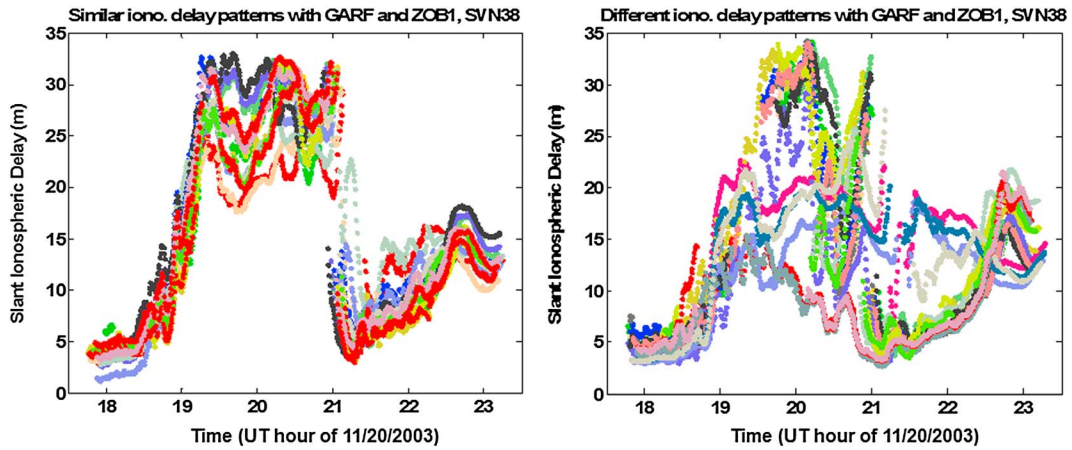 Similar iono. delay patterns with GARF and ZOB1, SVN38
35
30
25
20
15
10
5
0
Slant Ionospheric Delay (m)
18 19 20 21 22 23
Time (UT hour of 11/20/2003)
Different iono. delay patterns with GARF and ZOB1, SVN38
35
30
25
20
15
10
5
0
Slant Ionospheric Delay (m)
18 19 20 21 22 23
Time (UT hour of 11/20/2003)